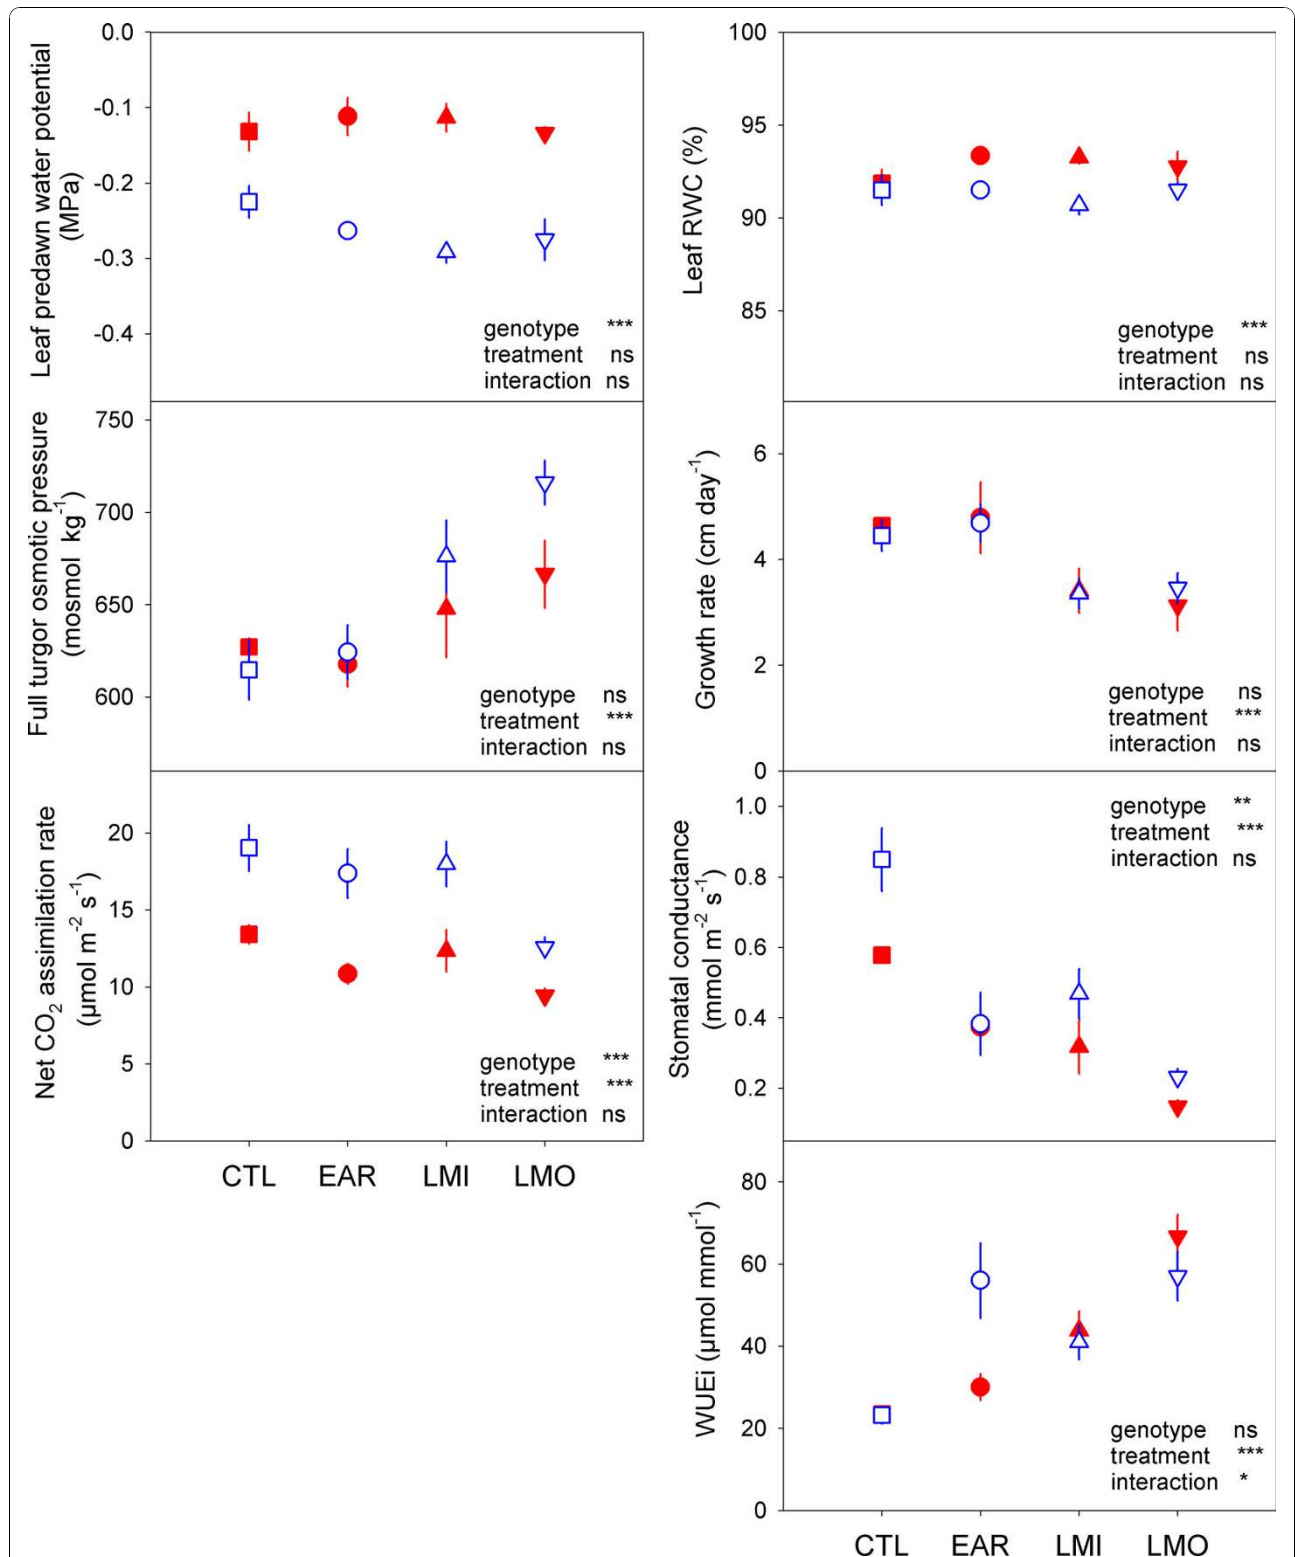 Leaf predawn water potential
(MPa)
0.0
-0.1
-0.2
-0.3
-0.4
genotype ***
treatment ns
interaction ns
Leaf RWC (%)
100
95
90
85
genotype ***
treatment ns
interaction ns
Full turgor osmotic pressure
(mosmol kg-1)
750
700
650
600
genotype ns
treatment ***
interaction ns
Growth rate (cm day-1)
6
4
2
0
genotype ns
treatment ***
interaction ns
Net CO2 assimilation rate
(µmol m-2 s-1)
20
15
10
5
0
genotype ***
treatment ***
interaction ns
CTL EAR LMI LMO
Stomatal conductance
(mmol m-2 s-1)
1.0
0.8
0.6
0.4
0.2
genotype **
treatment ***
interaction ns
WUEi (µmol mmol-1)
80
60
40
20
0
genotype ns
treatment ***
interaction *
CTL EAR LMI LMO